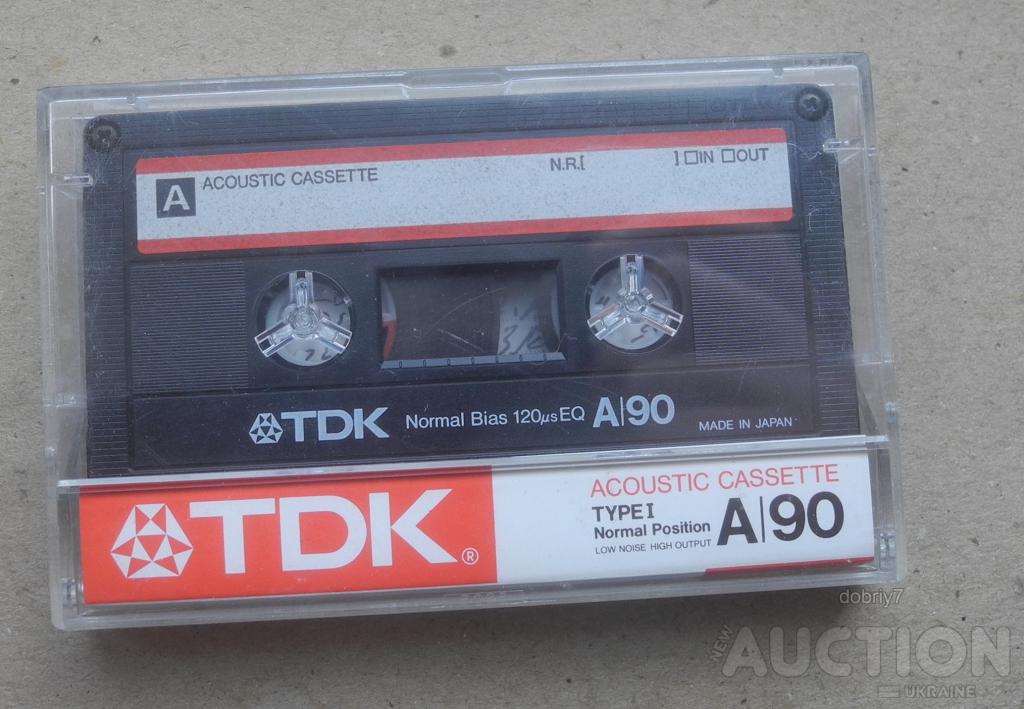 A ACOUSTIC CASSETTE N.R.[ ] □IN □OUT
TDK Normal Bias 120μs EQ A|90 MADE IN JAPAN
TDK®
ACOUSTIC CASSETTE
TYPE I
Normal Position
LOW NOISE HIGH OUTPUT
A|90
dobriy7
NEW AUCTION
UKRAINE